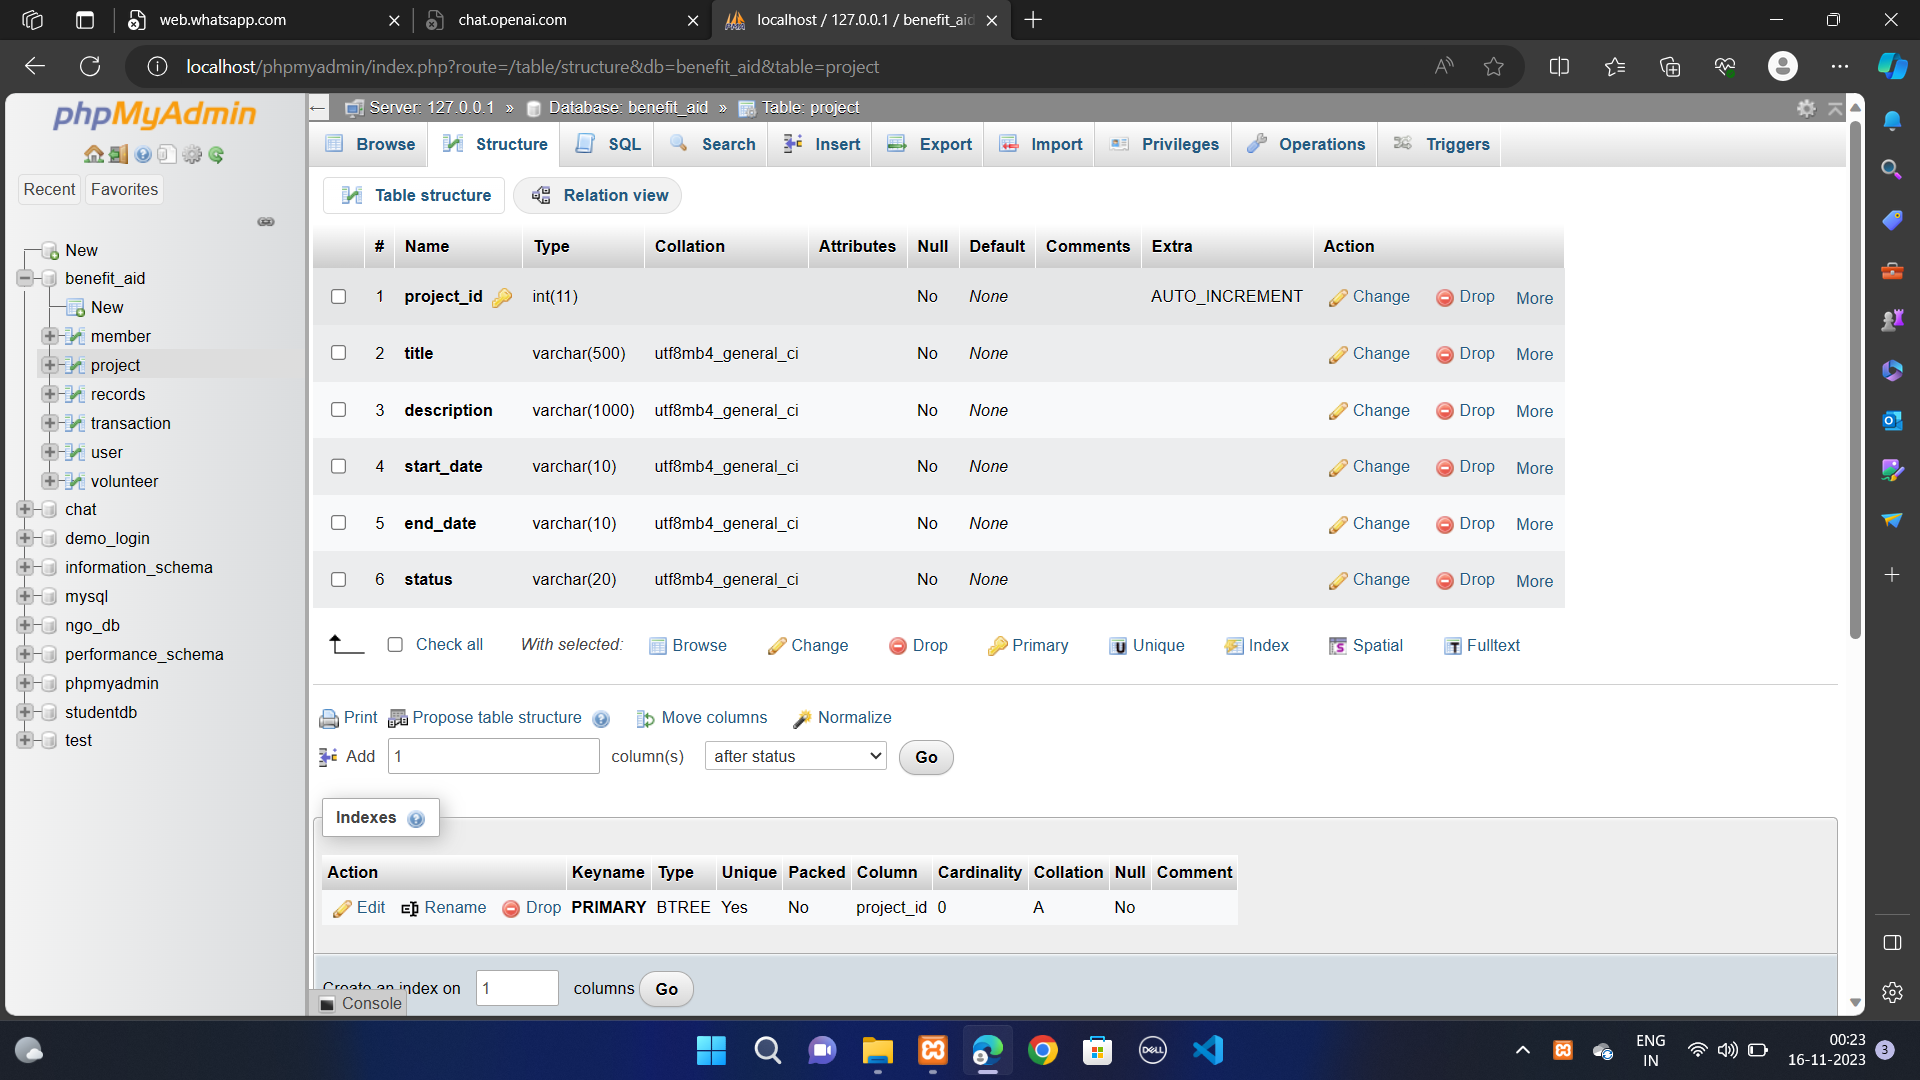 web.whatsapp.com
chat.openai.com
localhost / 127.0.0.1 / benefit_aid
localhost/phpmyadmin/index.php?route=/table/structure&db=benefit_aid&table=project
phpMyAdmin
Recent Favorites
New
benefit_aid
New
member
project
records
transaction
user
volunteer
chat
demo_login
information_schema
mysql
ngo_db
performance_schema
phpmyadmin
studentdb
test
Server: 127.0.0.1 » Database: benefit_aid » Table: project
Browse Structure SQL Search Insert Export Import Privileges Operations Triggers
Table structure Relation view
# Name Type Collation Attributes Null Default Comments Extra Action
1 project_id int(11) No None AUTO_INCREMENT Change Drop More
2 title varchar(500) utf8mb4_general_ci No None Change Drop More
3 description varchar(1000) utf8mb4_general_ci No None Change Drop More
4 start_date varchar(10) utf8mb4_general_ci No None Change Drop More
5 end_date varchar(10) utf8mb4_general_ci No None Change Drop More
6 status varchar(20) utf8mb4_general_ci No None Change Drop More
Check all With selected: Browse Change Drop Primary Unique Index Spatial Fulltext
Print Propose table structure Move columns Normalize
Add 1 column(s) after status Go
Indexes
Action Keyname Type Unique Packed Column Cardinality Collation Null Comment
Edit Rename Drop PRIMARY BTREE Yes No project_id 0 A No
Create an index on 1 columns Go
Console
ENG
IN
00:23
16-11-2023
3
DELL